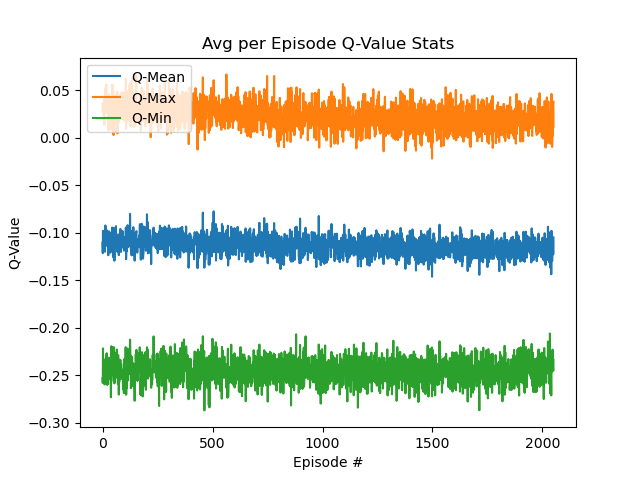 Avg per Episode Q-Value Stats
Q-Mean
Q-Max
Q-Min
0.05
0.00
−0.05
−0.10
−0.15
−0.20
−0.25
−0.30
Q-Value
0
500
1000
1500
2000
Episode #